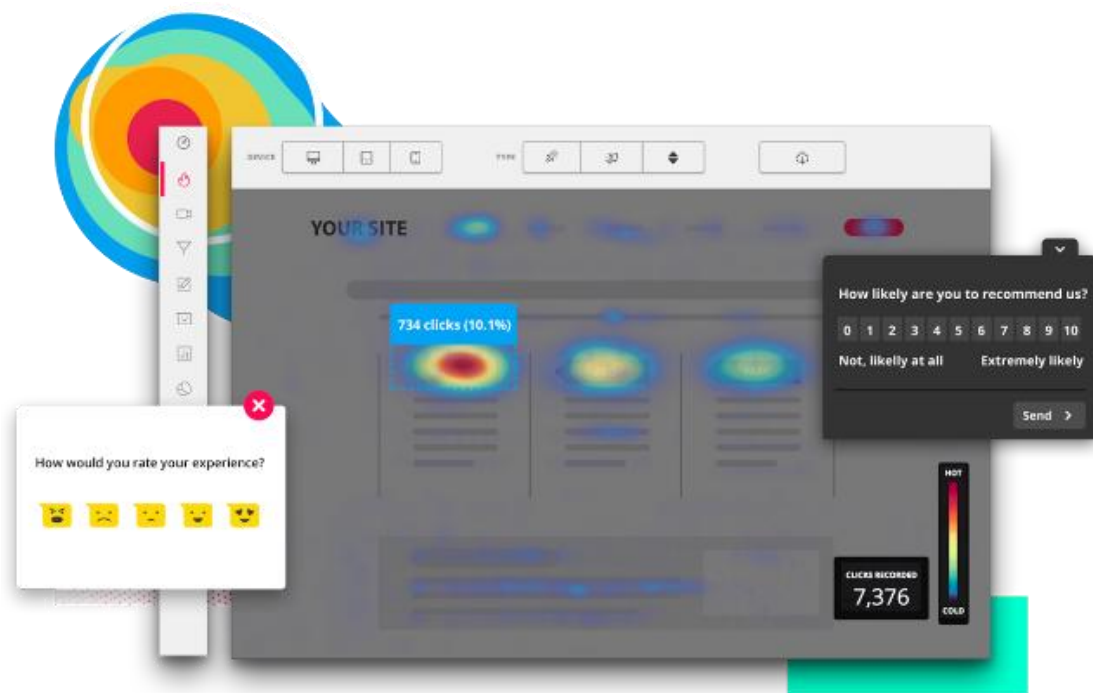 DEVICE
TYPE
YOUR SITE
734 clicks (10.1%)
How likely are you to recommend us?
0 1 2 3 4 5 6 7 8 9 10
Not, likelly at all Extremely likely
Send
How would you rate your experience?
HOT
COLD
CLICKS RECORDED
7,376